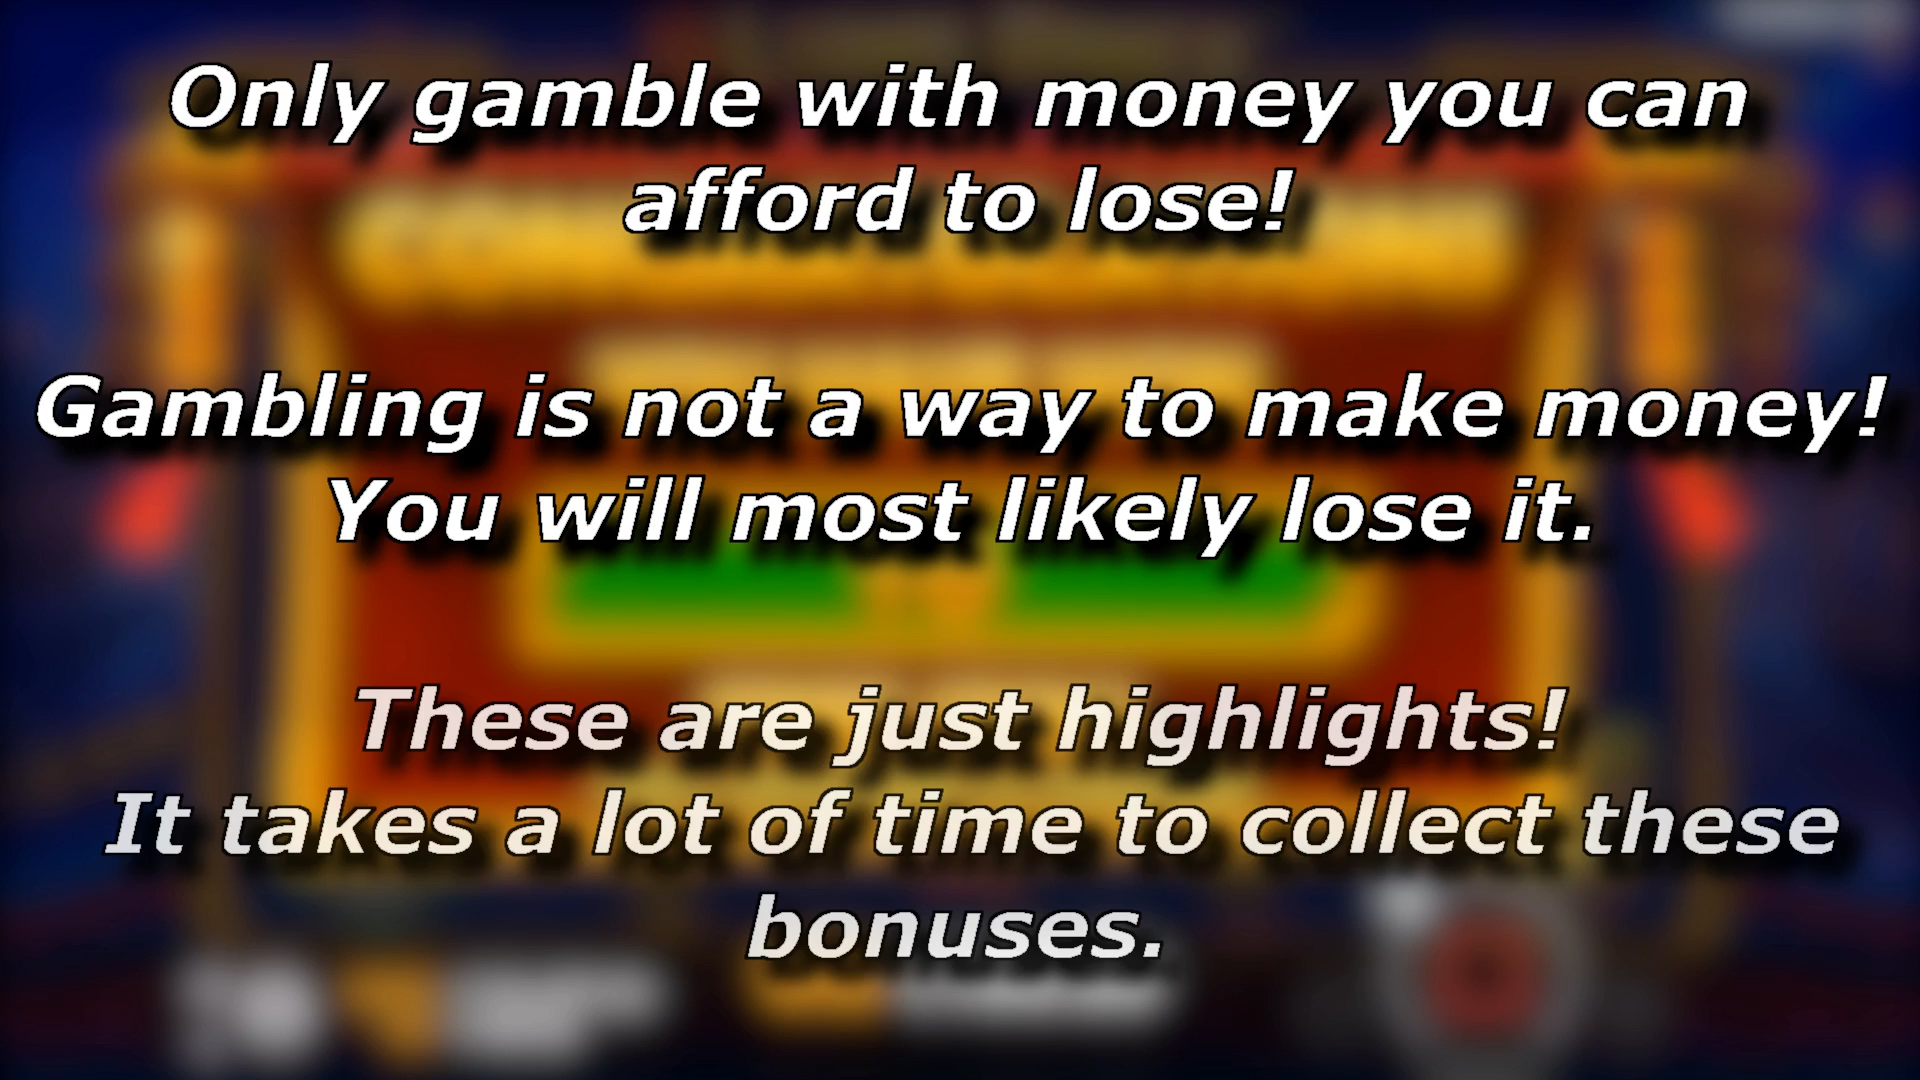 Only gamble with money you can
afford to lose!
Gambling is not a way to make money!
You will most likely lose it.
These are just highlights!
It takes a lot of time to collect these
bonuses.